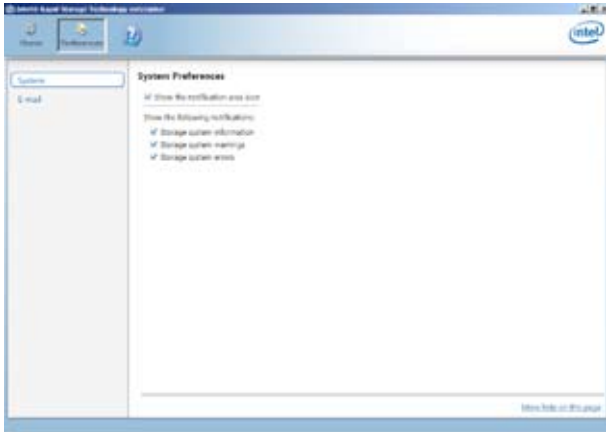 Intel® Rapid Storage Technology enterprise
Home
Preferences
intel
System
E-mail
System Preferences
Show the notification area icon
Show the following notifications:
Storage system information
Storage system warnings
Storage system errors
More help on this page